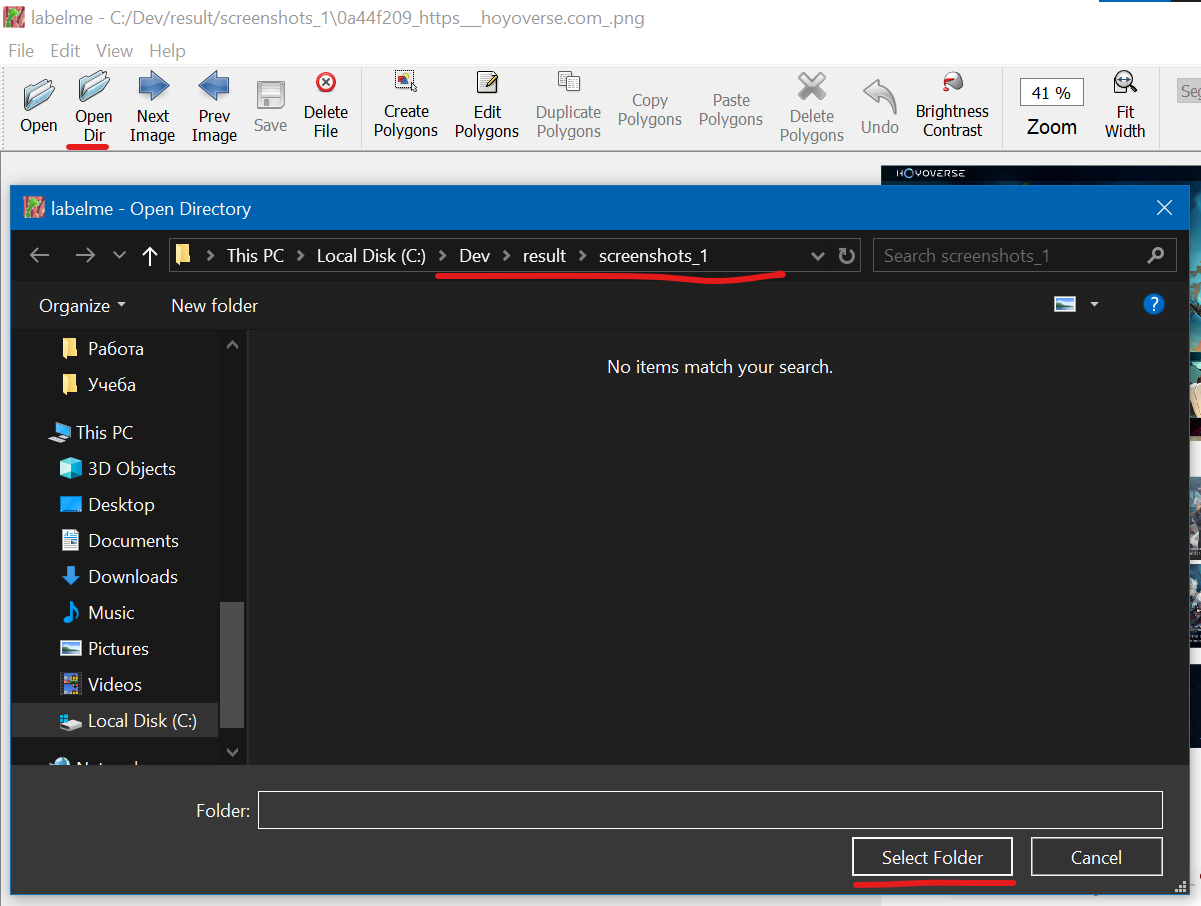 labelme - C:/Dev/result/screenshots_1\0a44f209_https___hoyoverse.com_.png
File Edit View Help
Open
Open Dir
Next Image
Prev Image
Save
Delete File
Create Polygons
Edit Polygons
Duplicate Polygons
Copy Polygons
Paste Polygons
Delete Polygons
Undo
Brightness Contrast
41 %
Zoom
Fit Width
HOYOVERSE
labelme - Open Directory
This PC > Local Disk (C:) > Dev > result > screenshots_1
Search screenshots_1
Organize
New folder
?
Работа
Учеба
This PC
3D Objects
Desktop
Documents
Downloads
Music
Pictures
Videos
Local Disk (C:)
No items match your search.
Folder:
Select Folder
Cancel